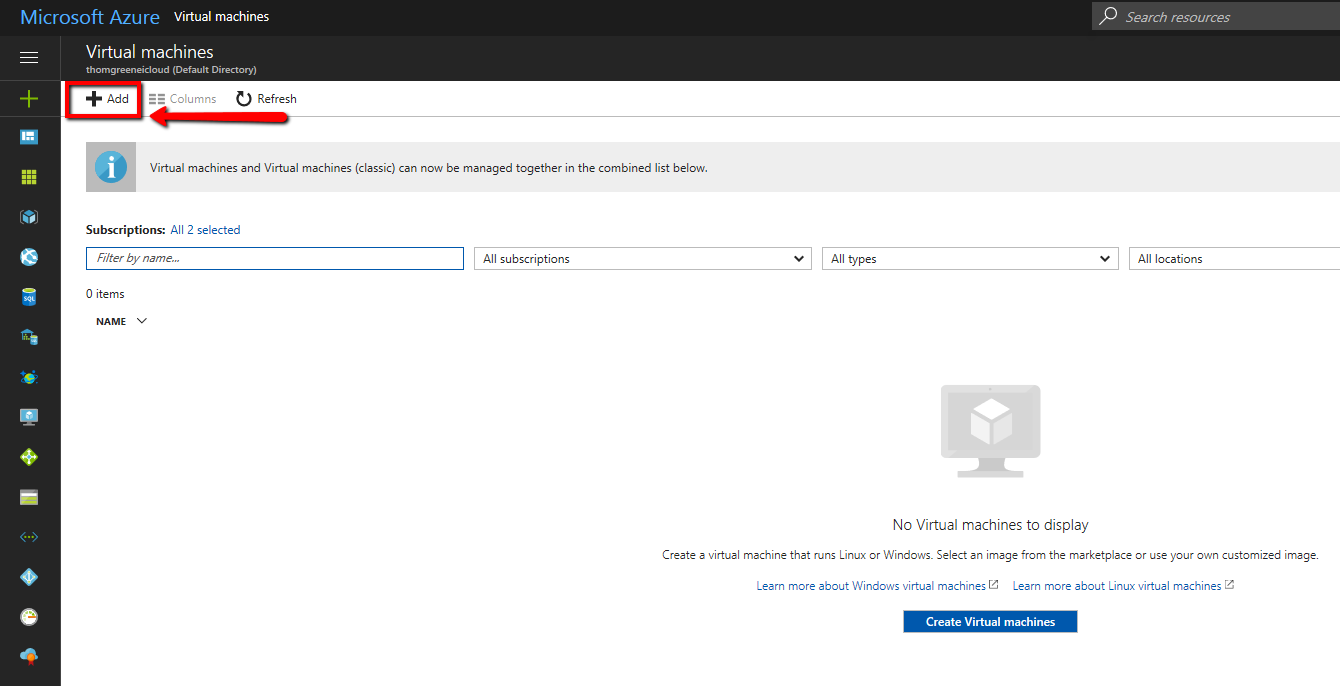 Microsoft Azure Virtual machines
Search resources
Virtual machines
thomgreeneicloud (Default Directory)
Add Columns Refresh
Virtual machines and Virtual machines (classic) can now be managed together in the combined list below.
Subscriptions: All 2 selected
Filter by name... All subscriptions All types All locations
0 items
NAME
No Virtual machines to display
Create a virtual machine that runs Linux or Windows. Select an image from the marketplace or use your own customized image.
Learn more about Windows virtual machines Learn more about Linux virtual machines
Create Virtual machines
SQL